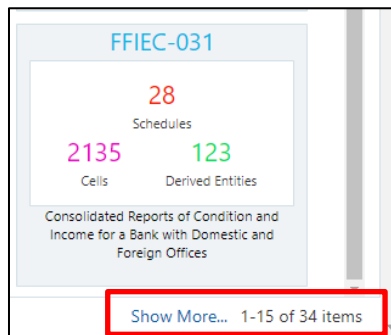 FFIEC-031
28
Schedules
2135 123
Cells Derived Entities
Consolidated Reports of Condition and
Income for a Bank with Domestic and
Foreign Offices
Show More... 1-15 of 34 items